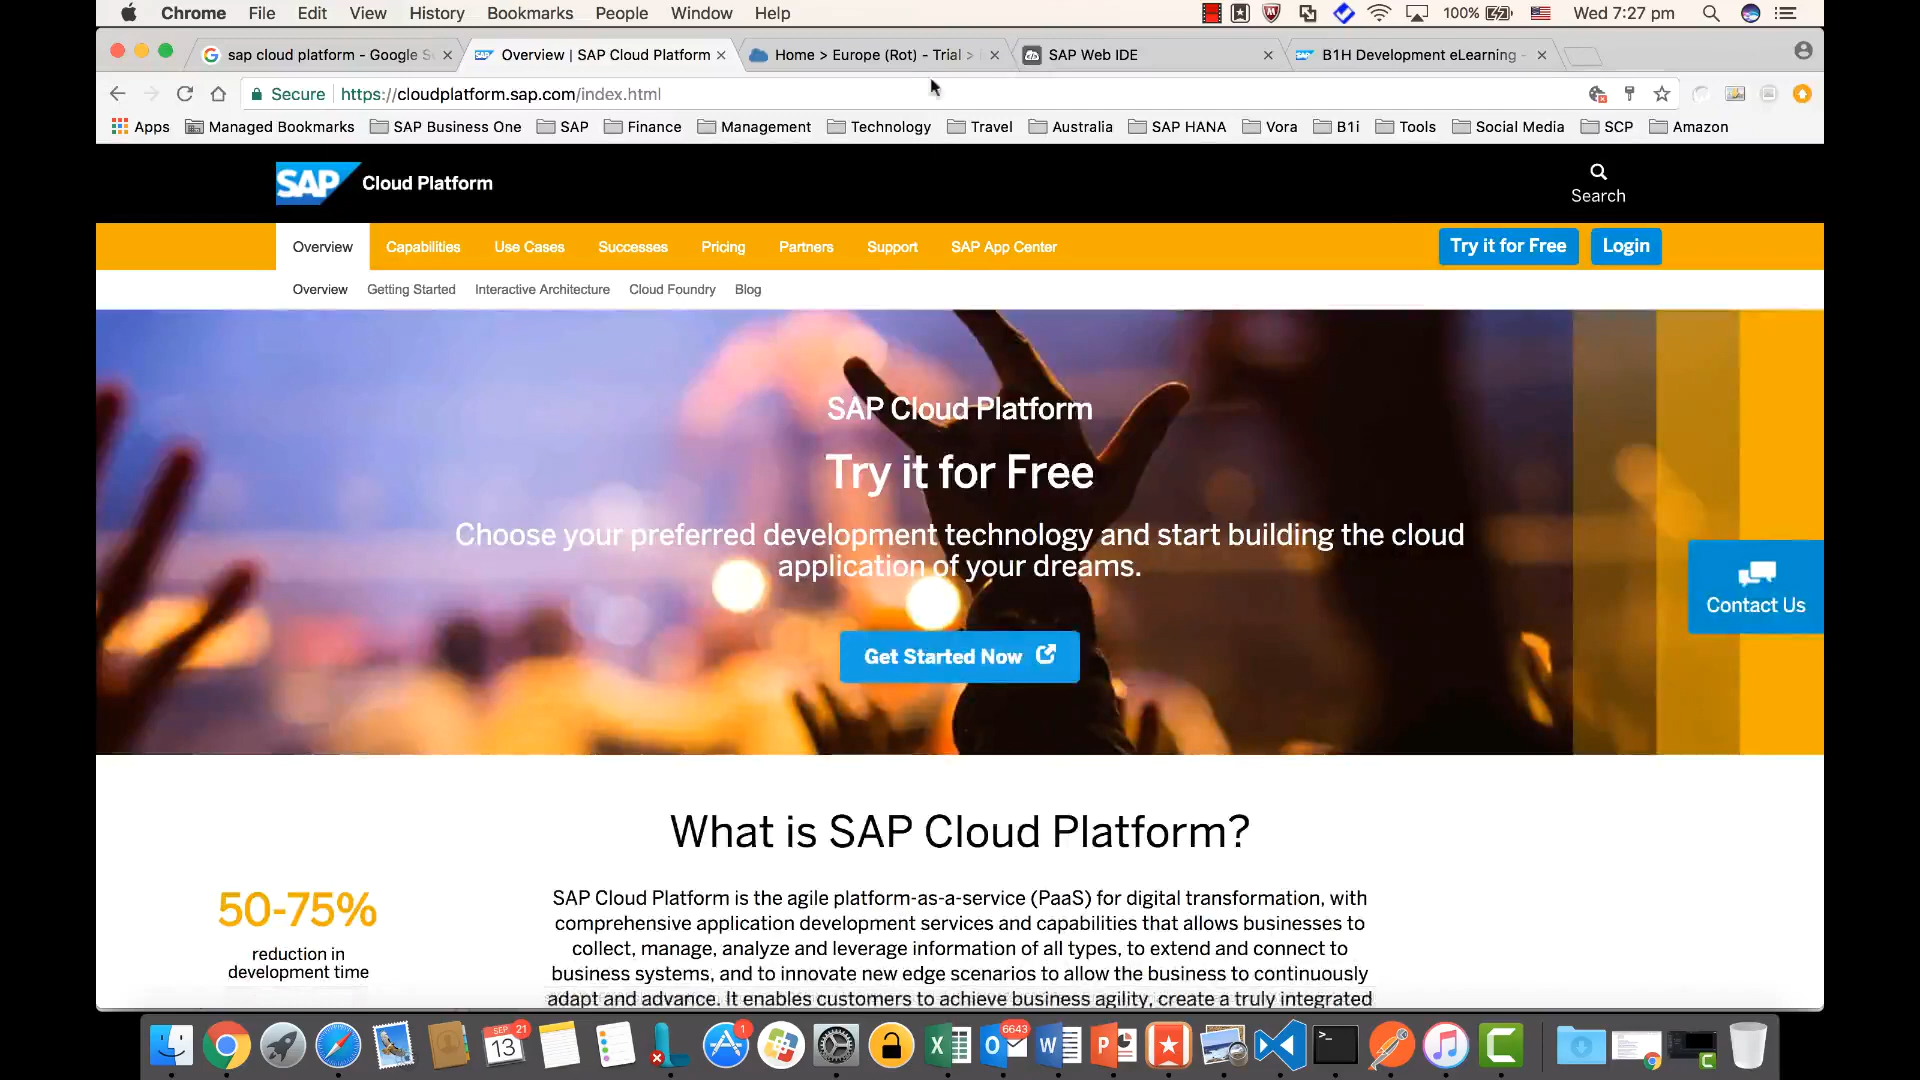 Chrome File Edit View History Bookmarks People Window Help 100% Wed 7:27 pm
sap cloud platform - Google S Overview | SAP Cloud Platform Home > Europe (Rot) - Trial > SAP Web IDE B1H Development eLearning -
Secure https://cloudplatform.sap.com/index.html
Apps Managed Bookmarks SAP Business One SAP Finance Management Technology Travel Australia SAP HANA Vora B1i Tools Social Media SCP Amazon
SAP Cloud Platform
Search
Overview Capabilities Use Cases Successes Pricing Partners Support SAP App Center Try it for Free Login
Overview Getting Started Interactive Architecture Cloud Foundry Blog
SAP Cloud Platform
Try it for Free
Choose your preferred development technology and start building the cloud
application of your dreams.
Contact Us
Get Started Now
What is SAP Cloud Platform?
50-75%
reduction in
development time
SAP Cloud Platform is the agile platform-as-a-service (PaaS) for digital transformation, with
comprehensive application development services and capabilities that allows businesses to
collect, manage, analyze and leverage information of all types, to extend and connect to
business systems, and to innovate new edge scenarios to allow the business to continuously
adapt and advance. It enables customers to achieve business agility, create a truly integrated
SEP 13 21 1 6643